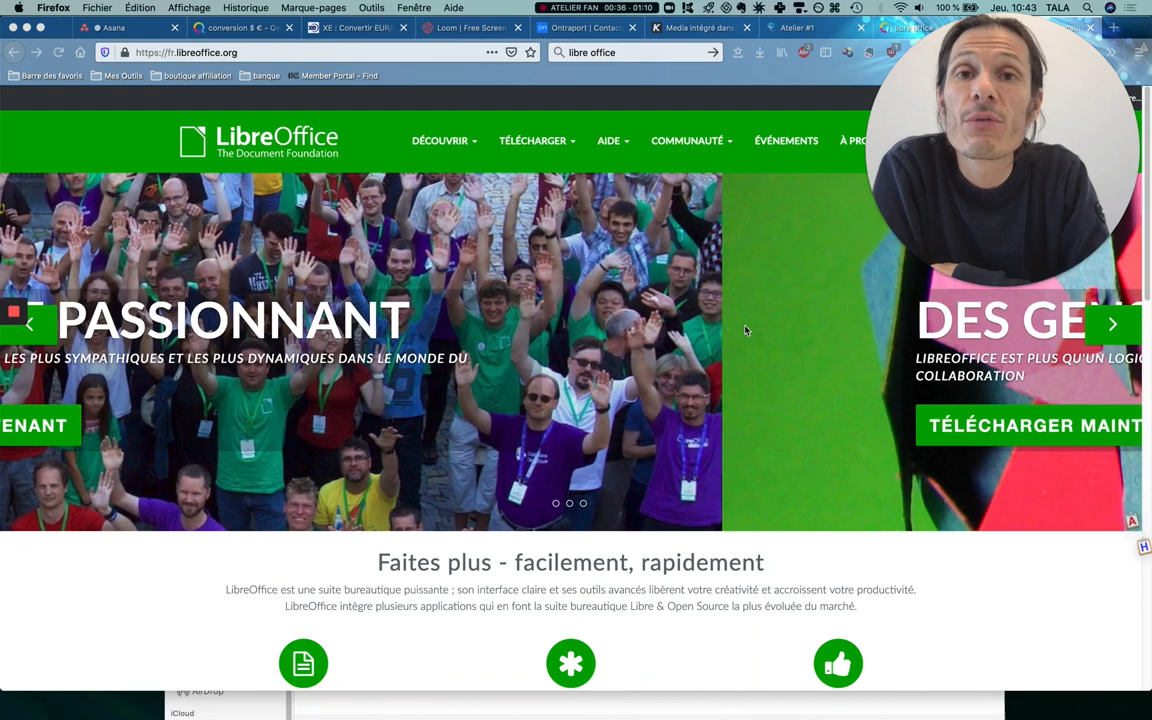 Firefox Fichier Édition Affichage Historique Marque-pages Outils Fenêtre Aide ATELIER FAN 00:36 - 01:10 100 % Jeu. 10:43 TALA
Asana conversion $ € - Qw XE : Convertir EUR/ Loom | Free Screen Ontraport | Contact Media intégré dans Atelier #1
https://fr.libreoffice.org libre office
Barre des favoris Mes Outils boutique affiliation banque Member Portal - Find
LibreOffice
The Document Foundation
DÉCOUVRIR TÉLÉCHARGER AIDE COMMUNAUTÉ ÉVÉNEMENTS À PRO
PASSIONNANT
LES PLUS SYMPATHIQUES ET LES PLUS DYNAMIQUES DANS LE MONDE DU
ENANT
DES GE
LIBREOFFICE EST PLUS QU'UN LOGIC
COLLABORATION
TÉLÉCHARGER MAINT
Faites plus - facilement, rapidement
LibreOffice est une suite bureautique puissante ; son interface claire et ses outils avancés libèrent votre créativité et accroissent votre productivité.
LibreOffice intègre plusieurs applications qui en font la suite bureautique Libre & Open Source la plus évoluée du marché.
AirDrop
iCloud